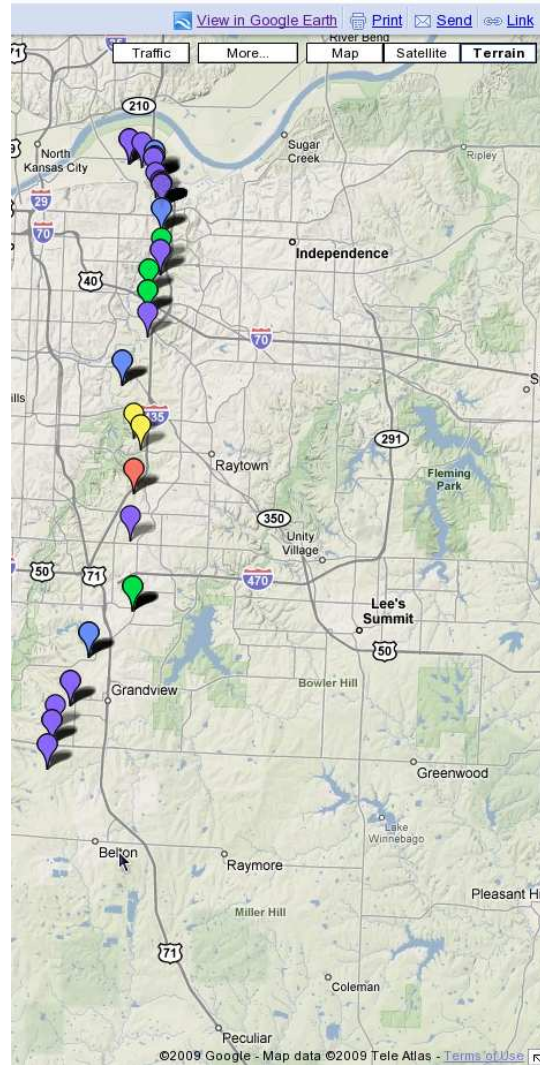 View in Google Earth Print Send Link
River Bend
71
Traffic More... Map Satellite Terrain
210
Sugar
Creek
North
Kansas City
Ripley
29
70
Independence
40
70
S
ills
435
291
Raytown
Fleming
Park
350
Unity
Village
50
71
470
Lee's
Summit
50
Bowler Hill
Grandview
Greenwood
Lake
Winnebago
Belton
Raymore
Pleasant H
Miller Hill
71
Coleman
Peculiar
©2009 Google - Map data ©2009 Tele Atlas - Terms of Use